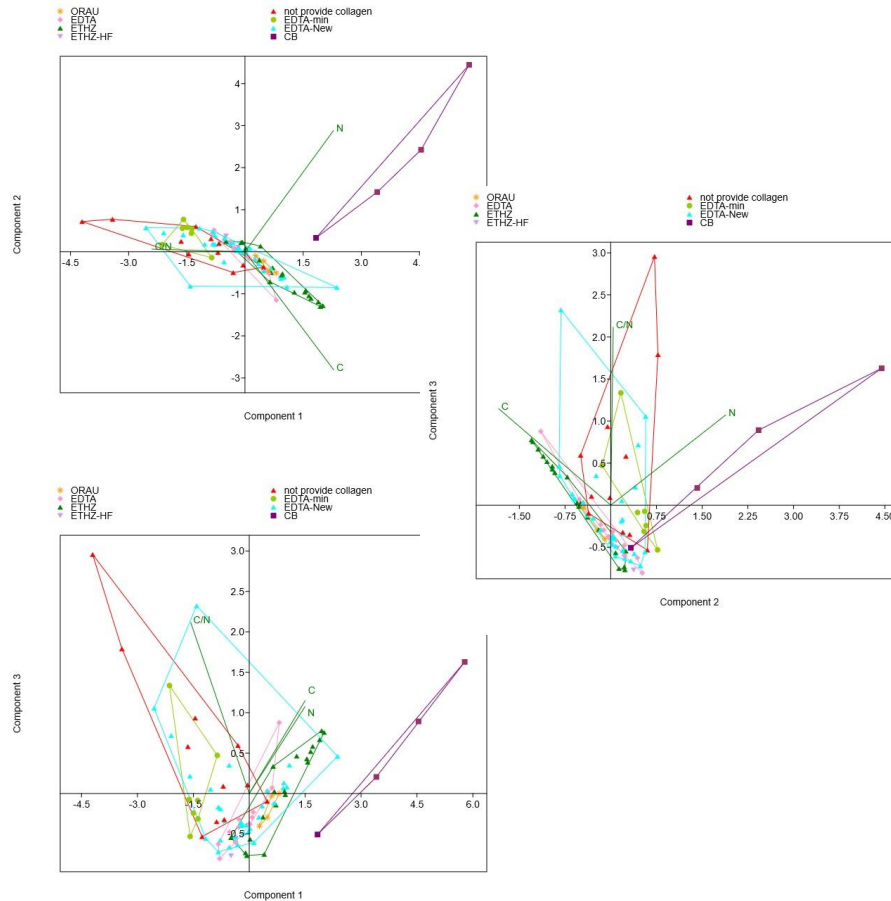 ORAU not provide collagen
EDTA EDTA-min
ETHZ EDTA-New
ETHZ-HF CB
4
3
2
1
-1
-2
-3
-4.5 -3.0 -1.5 1.5 3.0 4.
N
C/N
C
Component 2
Component 1
ORAU not provide collagen
EDTA EDTA-min
ETHZ EDTA-New
ETHZ-HF CB
3.0
2.5
2.0
1.5
1.0
0.5
-0.5
-1.50 -0.75 0.75 1.50 2.25 3.00 3.75 4.50
C/N
C
N
Component 3
Component 2
ORAU not provide collagen
EDTA EDTA-min
ETHZ EDTA-New
ETHZ-HF CB
3.0
2.5
2.0
1.5
1.0
0.5
-0.5
-4.5 -3.0 -1.5 1.5 3.0 4.5 6.0
C/N
C
N
Component 3
Component 1